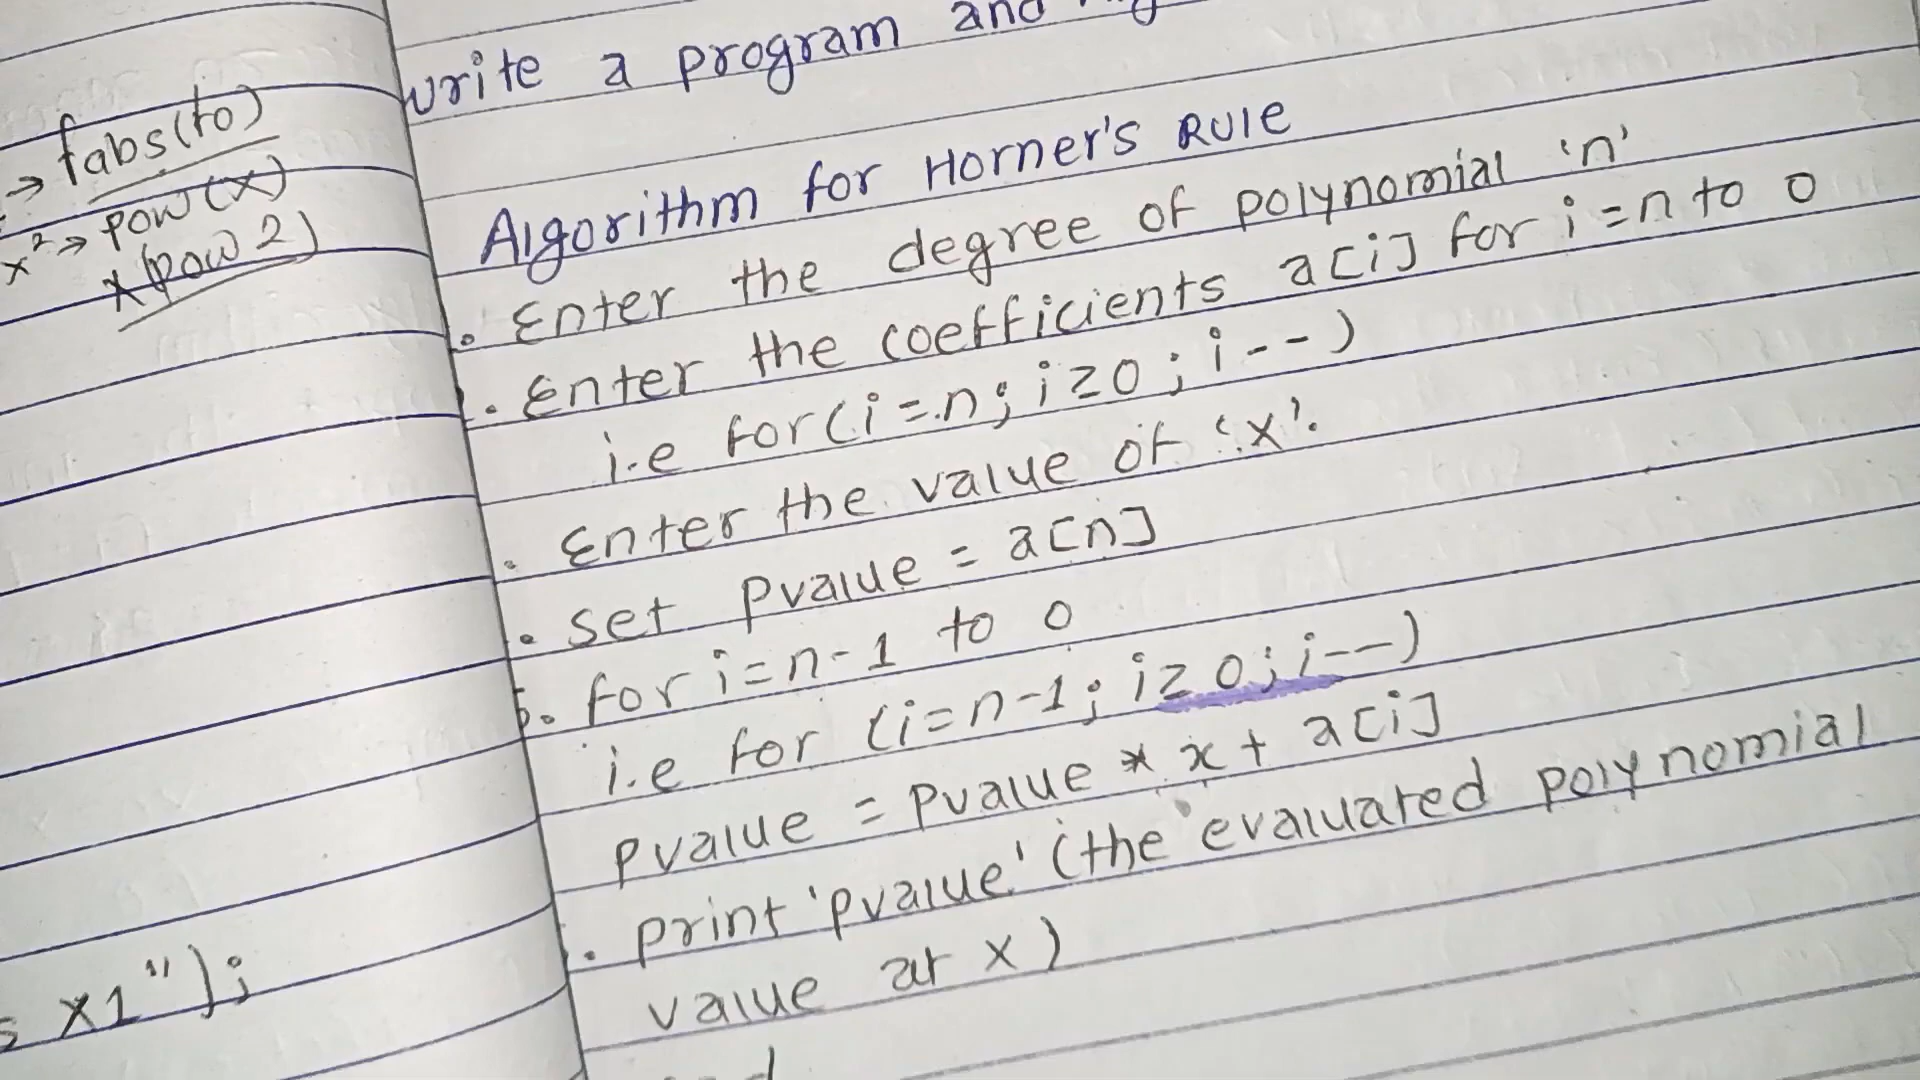 → fabs(to)
x² → pow(x)
x(pow 2)
x1");
write a program and
Algorithm for Horner's Rule
. Enter the degree of polynomial 'n'
. Enter the coefficients a[i] for i=n to 0
i.e for(i=n; i≥0; i--)
. Enter the value of 'x'.
. set pvalue = a[n]
5. for i=n-1 to 0
i.e for (i=n-1; i≥0; i--)
pvalue = pvalue * x + a[i]
. print 'pvalue' (the evaluated polynomial
value at x)